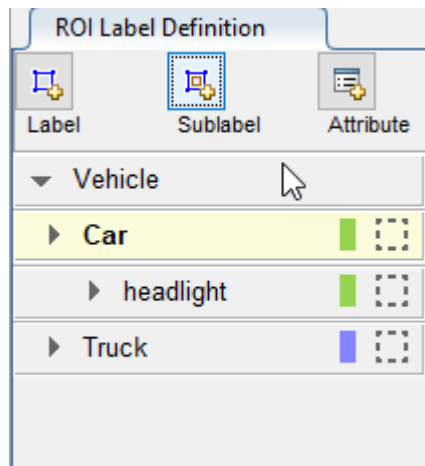 ROI Label Definition
Label Sublabel Attribute
Vehicle
Car
headlight
Truck